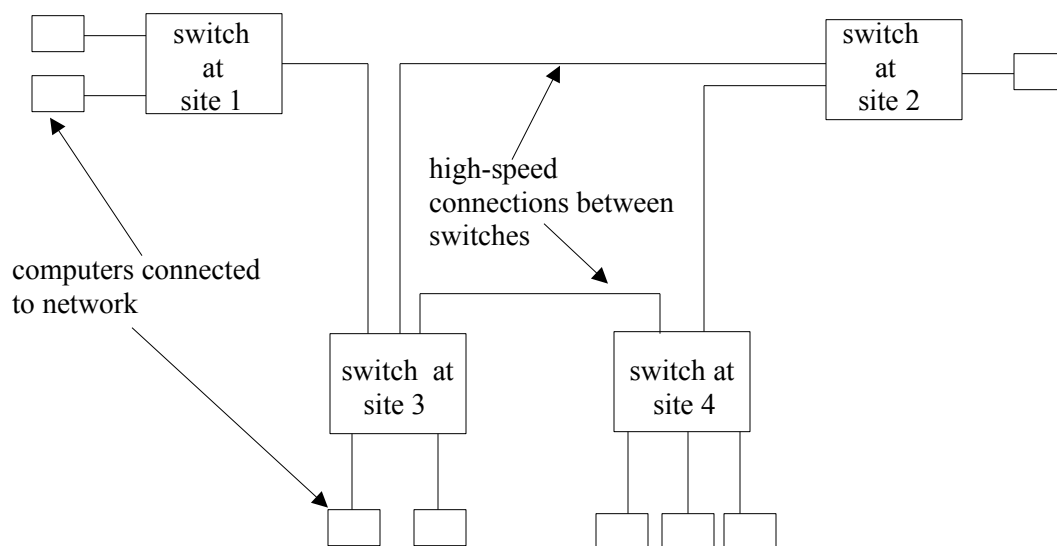 switch
at
site 1
switch
at
site 2
high-speed
connections between
switches
computers connected
to network
switch at
site 3
switch at
site 4